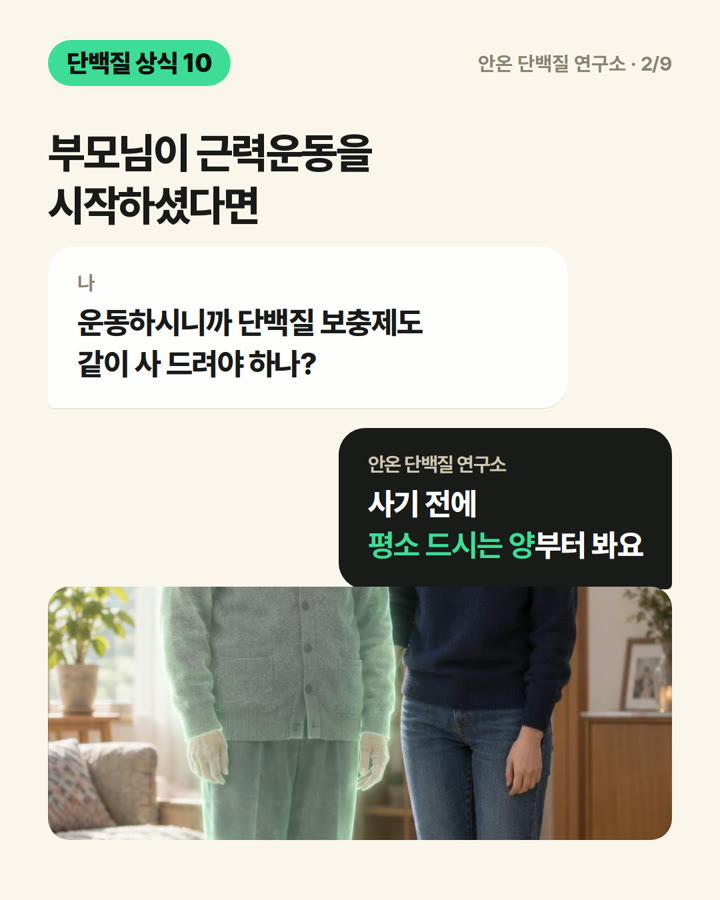 단백질 상식 10
안온 단백질 연구소 · 2/9
부모님이 근력운동을
시작하셨다면
나
운동하시니까 단백질 보충제도
같이 사 드려야 하나?
안온 단백질 연구소
사기 전에
평소 드시는 양부터 봐요